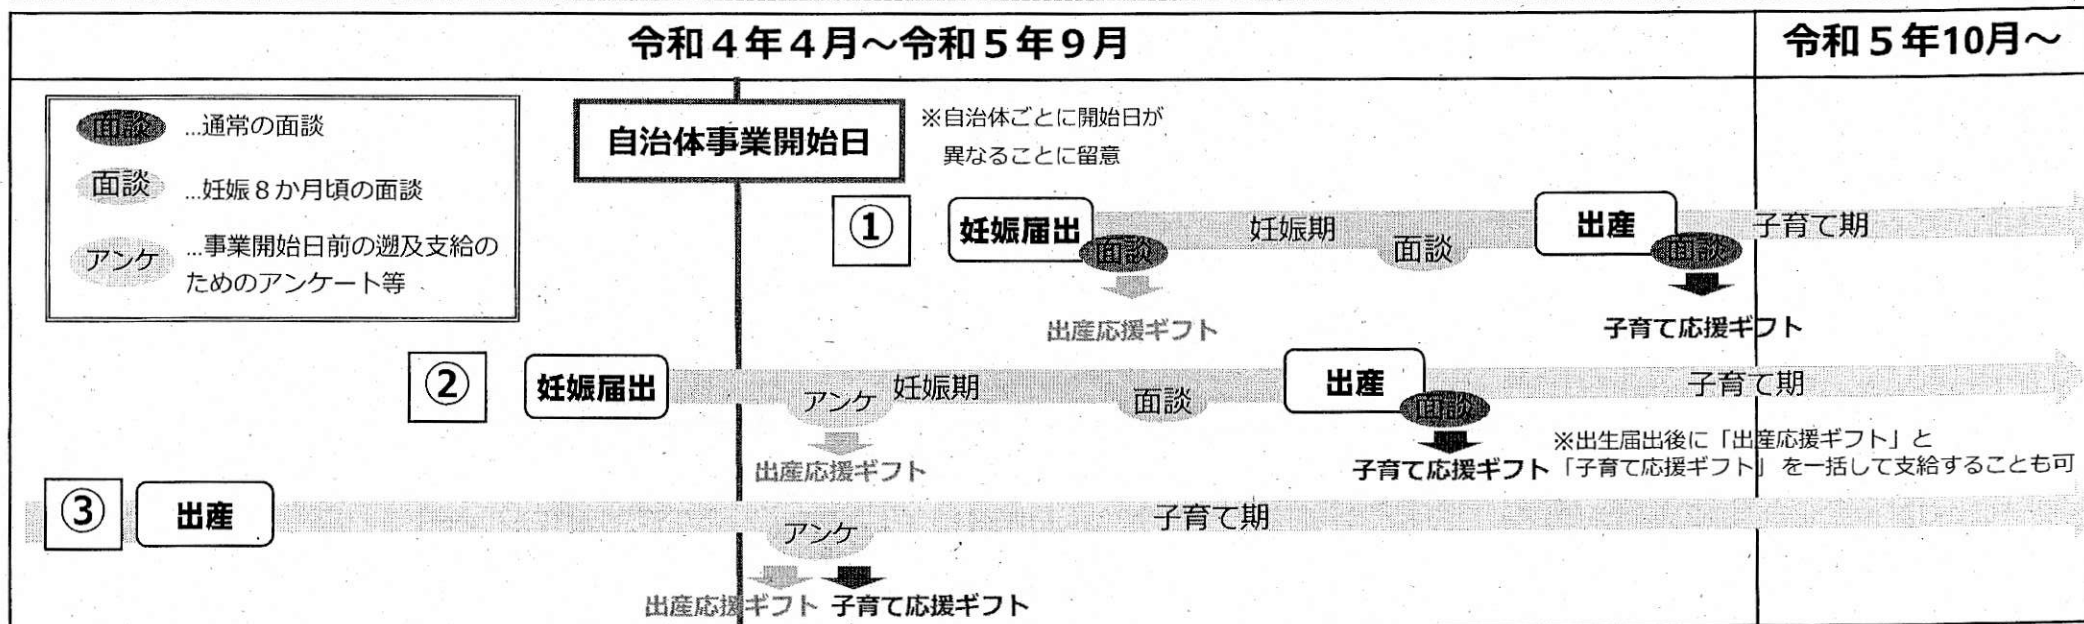 令和４年４月～令和５年９月
令和５年10月～
面談 …通常の面談
面談 …妊娠８か月頃の面談
アンケ …事業開始日前の遡及支給の
ためのアンケート等
自治体事業開始日
※自治体ごとに開始日が
異なることに留意
① 妊娠届出 面談 妊娠期 面談 出産 面談 子育て期
出産応援ギフト
子育て応援ギフト
② 妊娠届出 アンケ 妊娠期 面談 出産 面談 子育て期
出産応援ギフト
子育て応援ギフト
※出生届出後に「出産応援ギフト」と
「子育て応援ギフト」を一括して支給することも可
③ 出産 アンケ 子育て期
出産応援ギフト 子育て応援ギフト